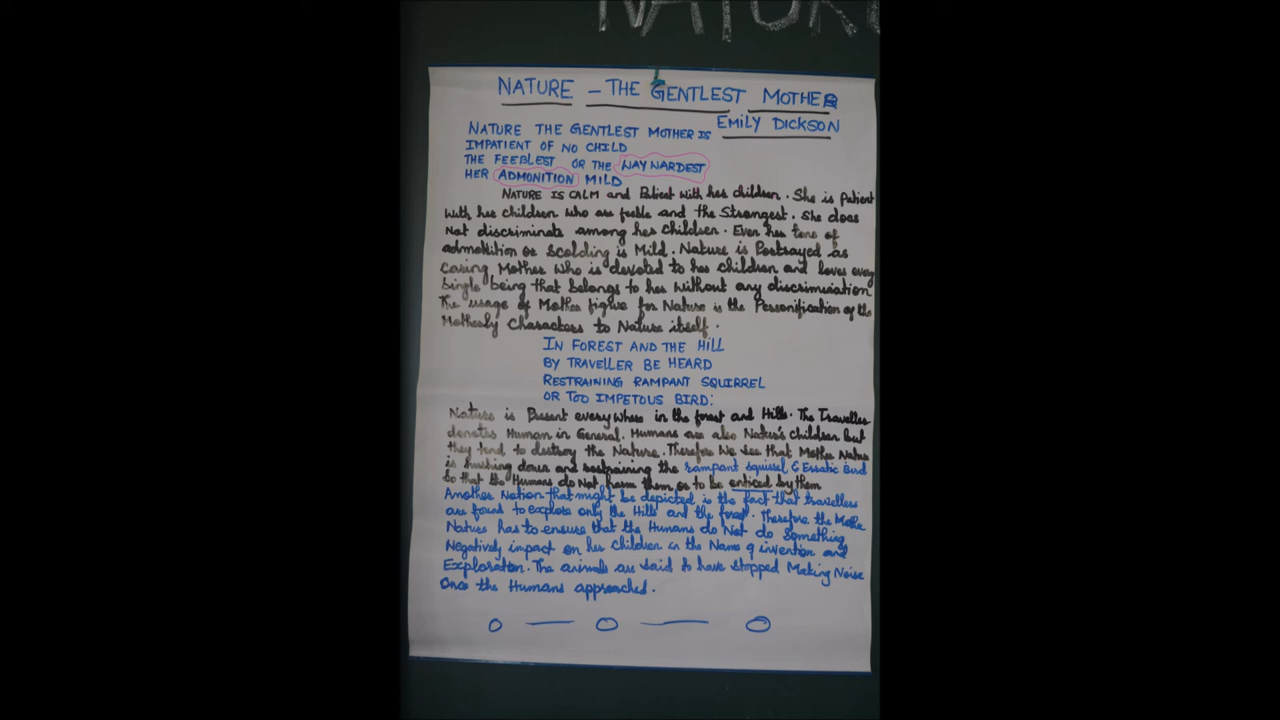 NATURE
NATURE – THE GENTLEST MOTHER
EMILY DICKSON
NATURE THE GENTLEST MOTHER IS
IMPATIENT OF NO CHILD
THE FEEBLEST OR THE WAYWARDEST
HER ADMONITION MILD
NATURE IS CALM and Patient with her children. She is Patient
with her children who are feeble and the Strongest. She does
Not discriminate among her children. Even her tone of
admonition or Scolding is Mild. Nature is Portrayed as
Caring Mother who is devoted to her children and loves every
Single being that belongs to her without any discrimination
The usage of Mother figure for Nature is the Personification of the
Motherly Characters to Nature itself.
IN FOREST AND THE HILL
BY TRAVELLER BE HEARD
RESTRAINING RAMPANT SQUIRREL
OR TOO IMPETOUS BIRD:
Nature is Present everywhere in the forest and Hills. The Traveller
denotes Human in General. Humans are also Nature's children but
they tend to destroy the Nature. Therefore We see that Mother Nature
is hushing down and restraining the rampant squirrel & Erratic Bird
So that the Humans do Not harm them or to be enticed by them
Another Notion that might be depicted is the fact that travellers
are found to explore only the Hills and the forest. Therefore the Mother
Nature has to ensure that the Humans do Not do something
Negatively impact on her children in the Name of invention and
Exploration. The animals are said to have stopped Making Noise
Once the Humans approached.